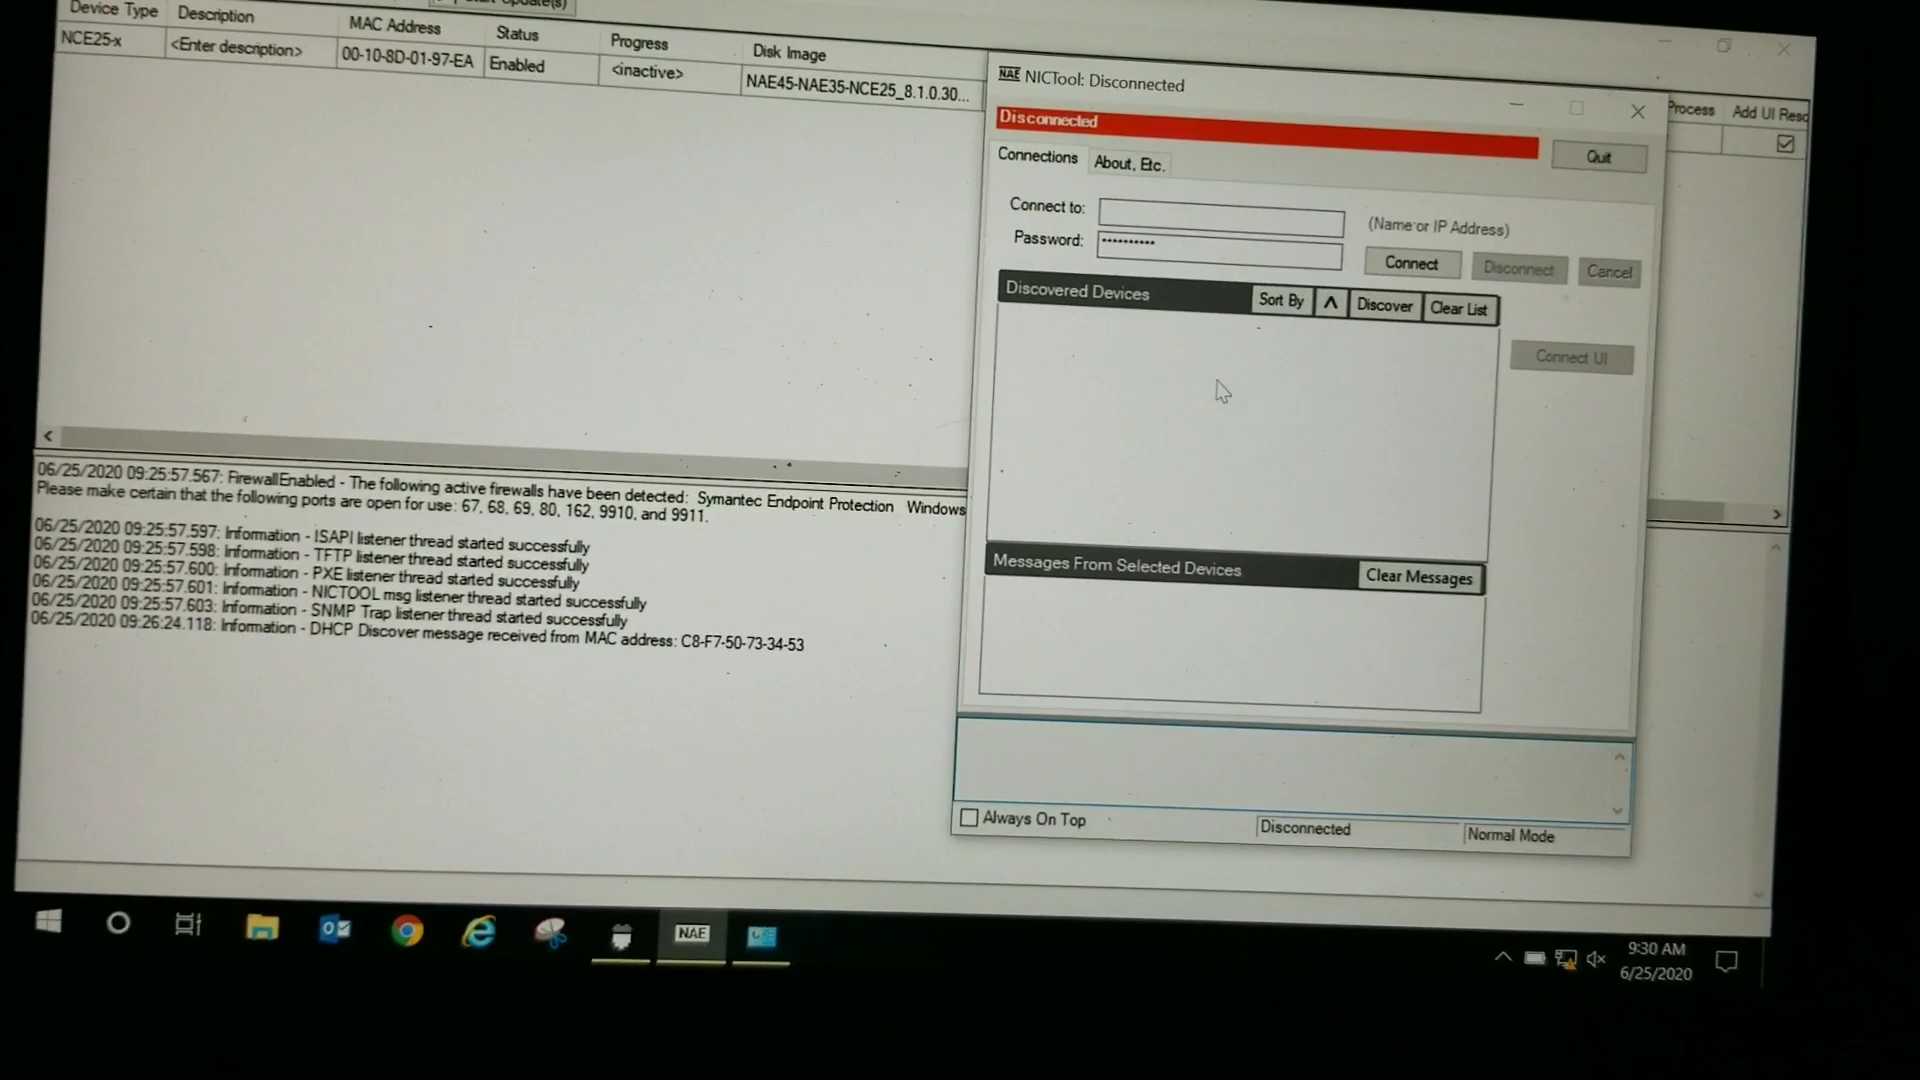 Start Update(s)
Device Type Description MAC Address Status Progress Disk Image
NCE25-x <Enter description> 00-10-8D-01-97-EA Enabled <inactive> NAE45-NAE35-NCE25_8.1.0.30...
Process Add UI Reso
NAE NICTool: Disconnected
Disconnected
Quit
Connections About, Etc.
Connect to: (Name or IP Address)
Password: ••••••••••
Connect Disconnect Cancel
Discovered Devices Sort By ᐱ Discover Clear List
Connect UI
Messages From Selected Devices Clear Messages
Always On Top Disconnected Normal Mode
06/25/2020 09:25:57.567: FirewallEnabled - The following active firewalls have been detected: Symantec Endpoint Protection Windows
Please make certain that the following ports are open for use: 67, 68, 69, 80, 162, 9910, and 9911.
06/25/2020 09:25:57.597: Information - ISAPI listener thread started successfully
06/25/2020 09:25:57.598: Information - TFTP listener thread started successfully
06/25/2020 09:25:57.600: Information - PXE listener thread started successfully
06/25/2020 09:25:57.601: Information - NICTOOL msg listener thread started successfully
06/25/2020 09:25:57.603: Information - SNMP Trap listener thread started successfully
06/25/2020 09:26:24.118: Information - DHCP Discover message received from MAC address: C8-F7-50-73-34-53
NAE
9:30 AM
6/25/2020